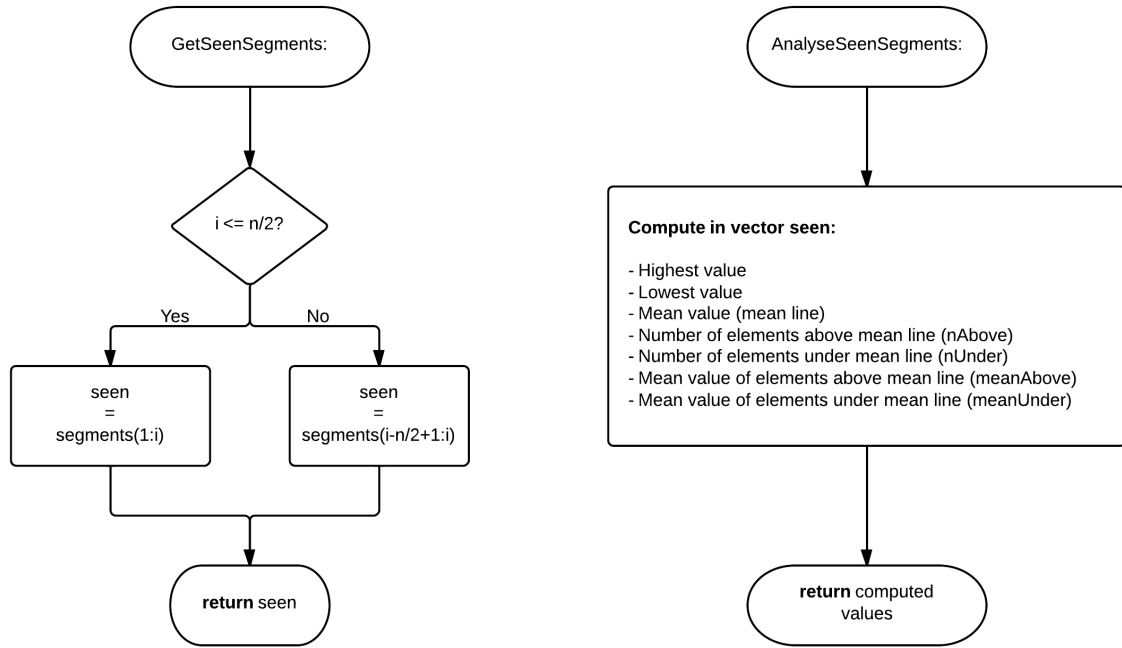 GetSeenSegments:
i <= n/2?
Yes
No
seen
=
segments(1:i)
seen
=
segments(i-n/2+1:i)
return seen
AnalyseSeenSegments:
Compute in vector seen:
- Highest value
- Lowest value
- Mean value (mean line)
- Number of elements above mean line (nAbove)
- Number of elements under mean line (nUnder)
- Mean value of elements above mean line (meanAbove)
- Mean value of elements under mean line (meanUnder)
return computed
values